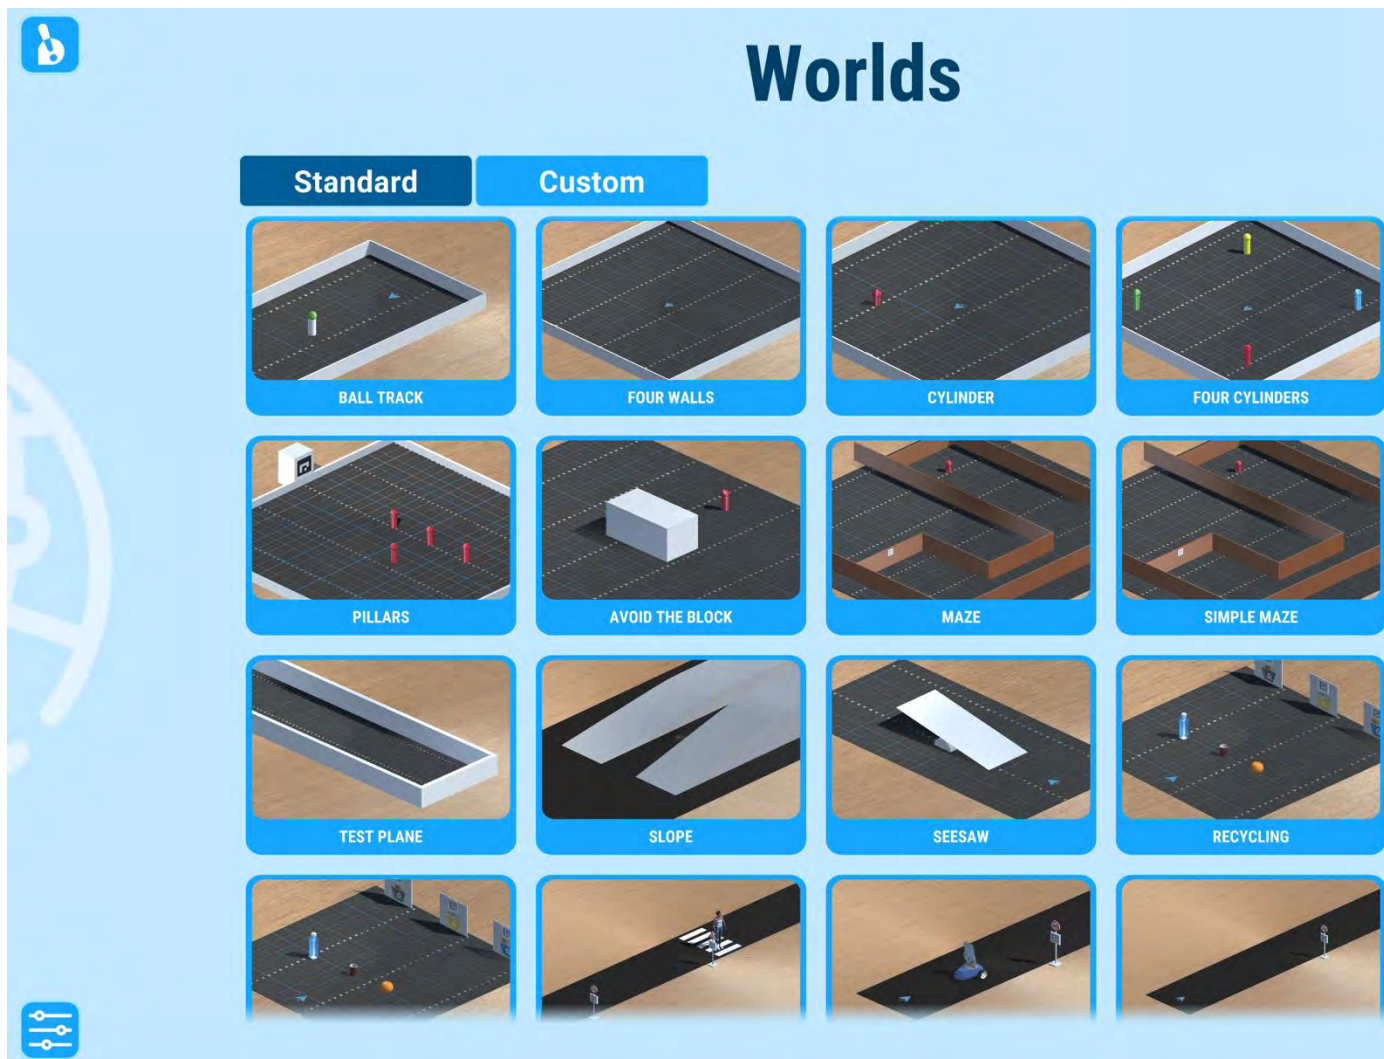 Worlds
Standard
Custom
BALL TRACK
FOUR WALLS
CYLINDER
FOUR CYLINDERS
PILLARS
AVOID THE BLOCK
MAZE
SIMPLE MAZE
TEST PLANE
SLOPE
SEESAW
RECYCLING